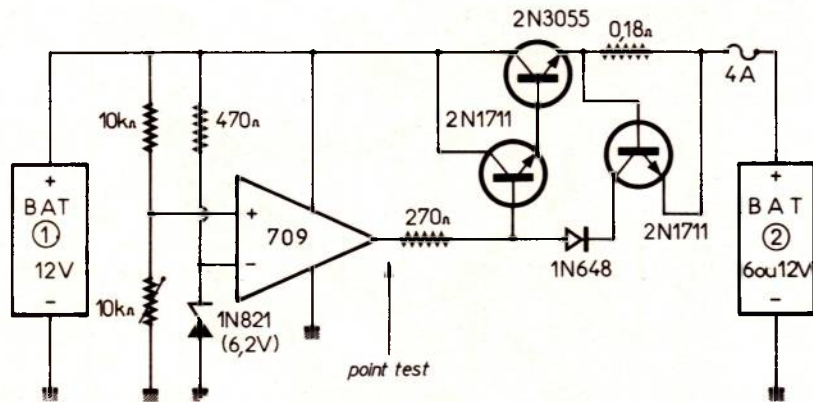 2N3055
0,18Ω
4A
10kΩ
470Ω
2N1711
+
BAT
①
12V
−
+
−
709
270Ω
1N648
2N1711
+
BAT
②
6ou12V
−
10kΩ
1N821
(6,2V)
point test